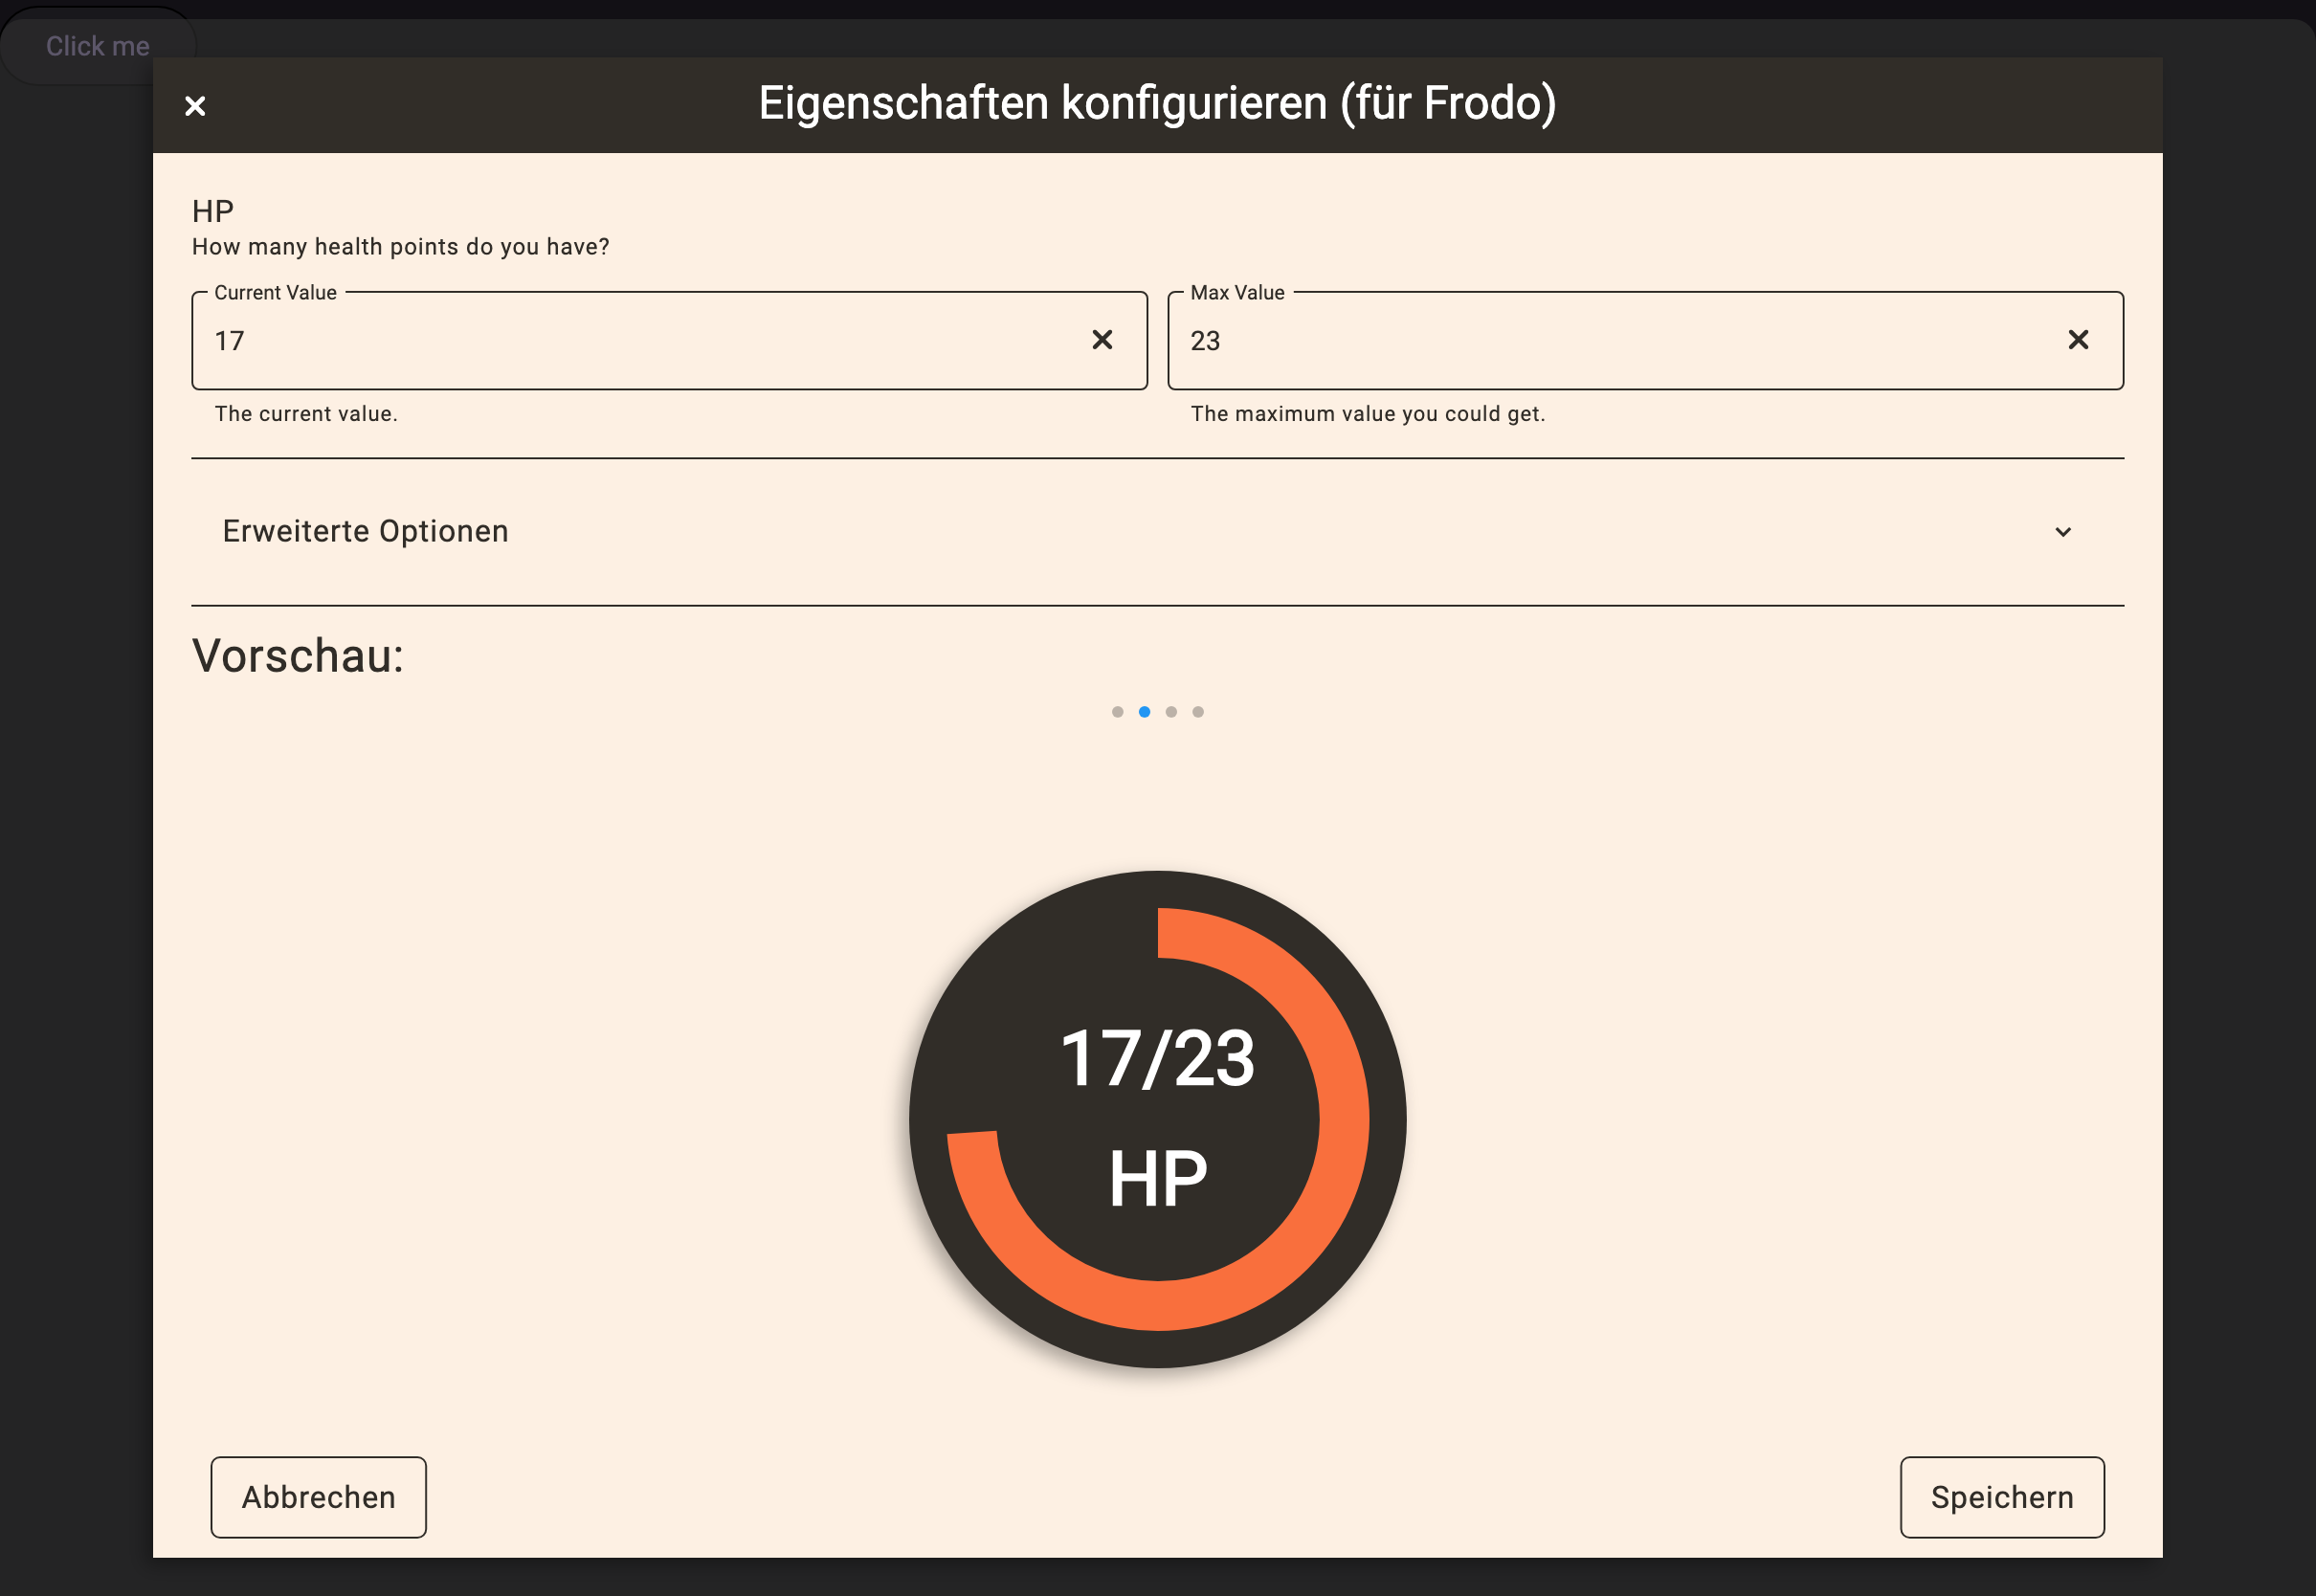 Click me
Eigenschaften konfigurieren (für Frodo)
HP
How many health points do you have?
Current Value
17
The current value.
Max Value
23
The maximum value you could get.
Erweiterte Optionen
Vorschau:
17/23
HP
Abbrechen
Speichern